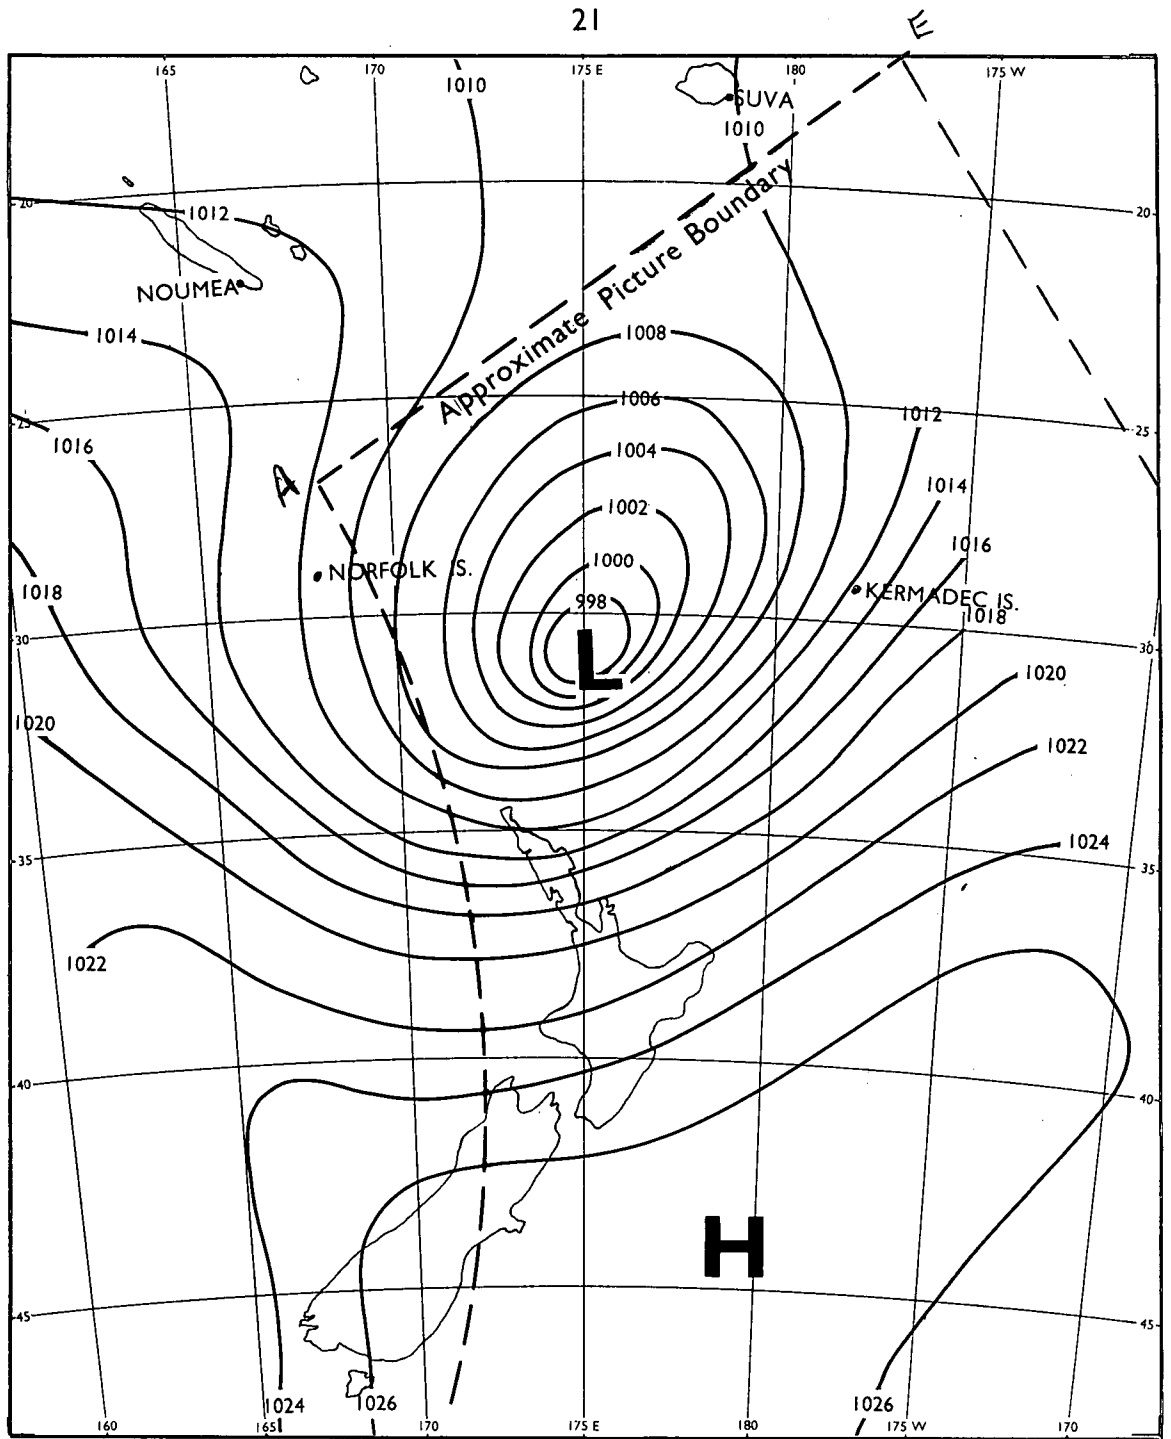 21
E
165 170 175 E 180 175 W
1010
SUVA
1010
20 20
1012
NOUMEA
Approximate Picture Boundary
1014
1008
1006
25 25
1016
1012
1004
A
1014
1002
1016
1000
NORFOLK IS.
1018
KERMADEC IS.
998
1018
30 30
L
1020
1020
1022
1024
35 35
1022
40 40
H
45 45
1024 1026 1026
160 165 170 175 E 180 175 W 170